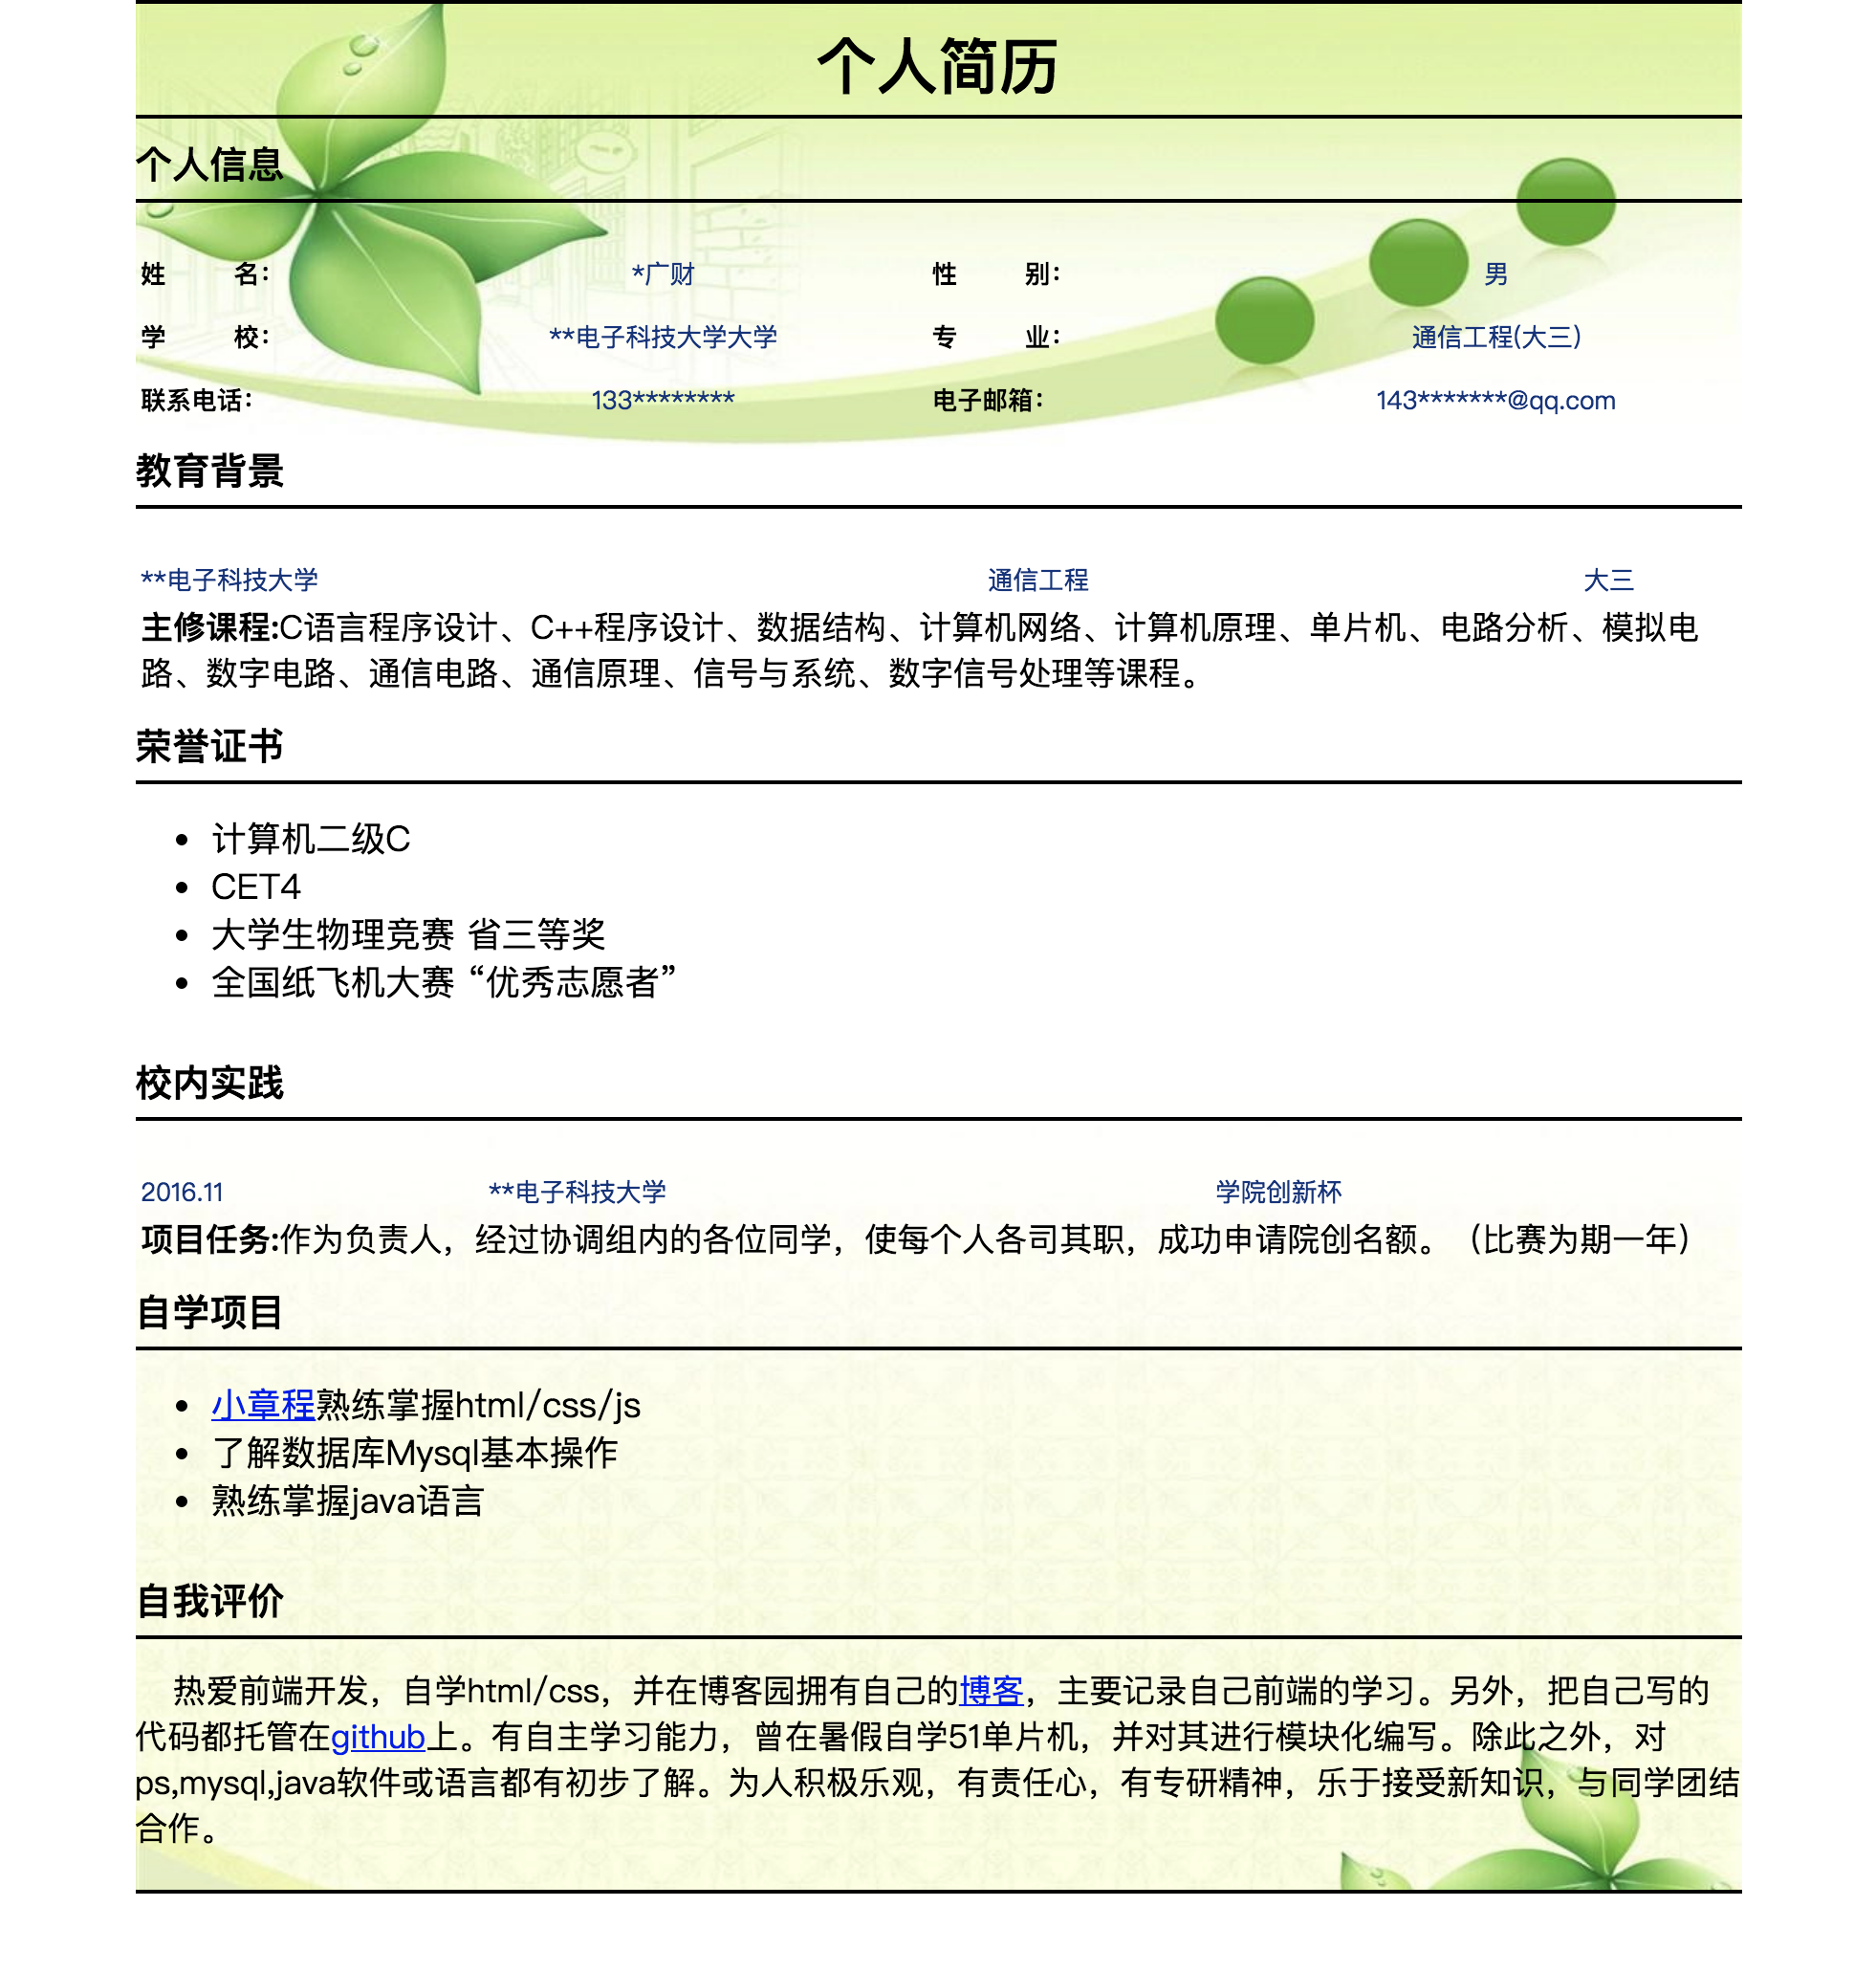 个人简历
个人信息
姓 名： *广财 性 别： 男
学 校： **电子科技大学大学 专 业： 通信工程(大三)
联系电话： 133******** 电子邮箱： 143*******@qq.com
教育背景
**电子科技大学 通信工程 大三
主修课程:C语言程序设计、C++程序设计、数据结构、计算机网络、计算机原理、单片机、电路分析、模拟电
路、数字电路、通信电路、通信原理、信号与系统、数字信号处理等课程。
荣誉证书
• 计算机二级C
• CET4
• 大学生物理竞赛 省三等奖
• 全国纸飞机大赛 “优秀志愿者”
校内实践
2016.11 **电子科技大学 学院创新杯
项目任务:作为负责人，经过协调组内的各位同学，使每个人各司其职，成功申请院创名额。（比赛为期一年）
自学项目
• 小章程熟练掌握html/css/js
• 了解数据库Mysql基本操作
• 熟练掌握java语言
自我评价
热爱前端开发，自学html/css，并在博客园拥有自己的博客，主要记录自己前端的学习。另外，把自己写的
代码都托管在github上。有自主学习能力，曾在暑假自学51单片机，并对其进行模块化编写。除此之外，对
ps,mysql,java软件或语言都有初步了解。为人积极乐观，有责任心，有专研精神，乐于接受新知识，与同学团结
合作。